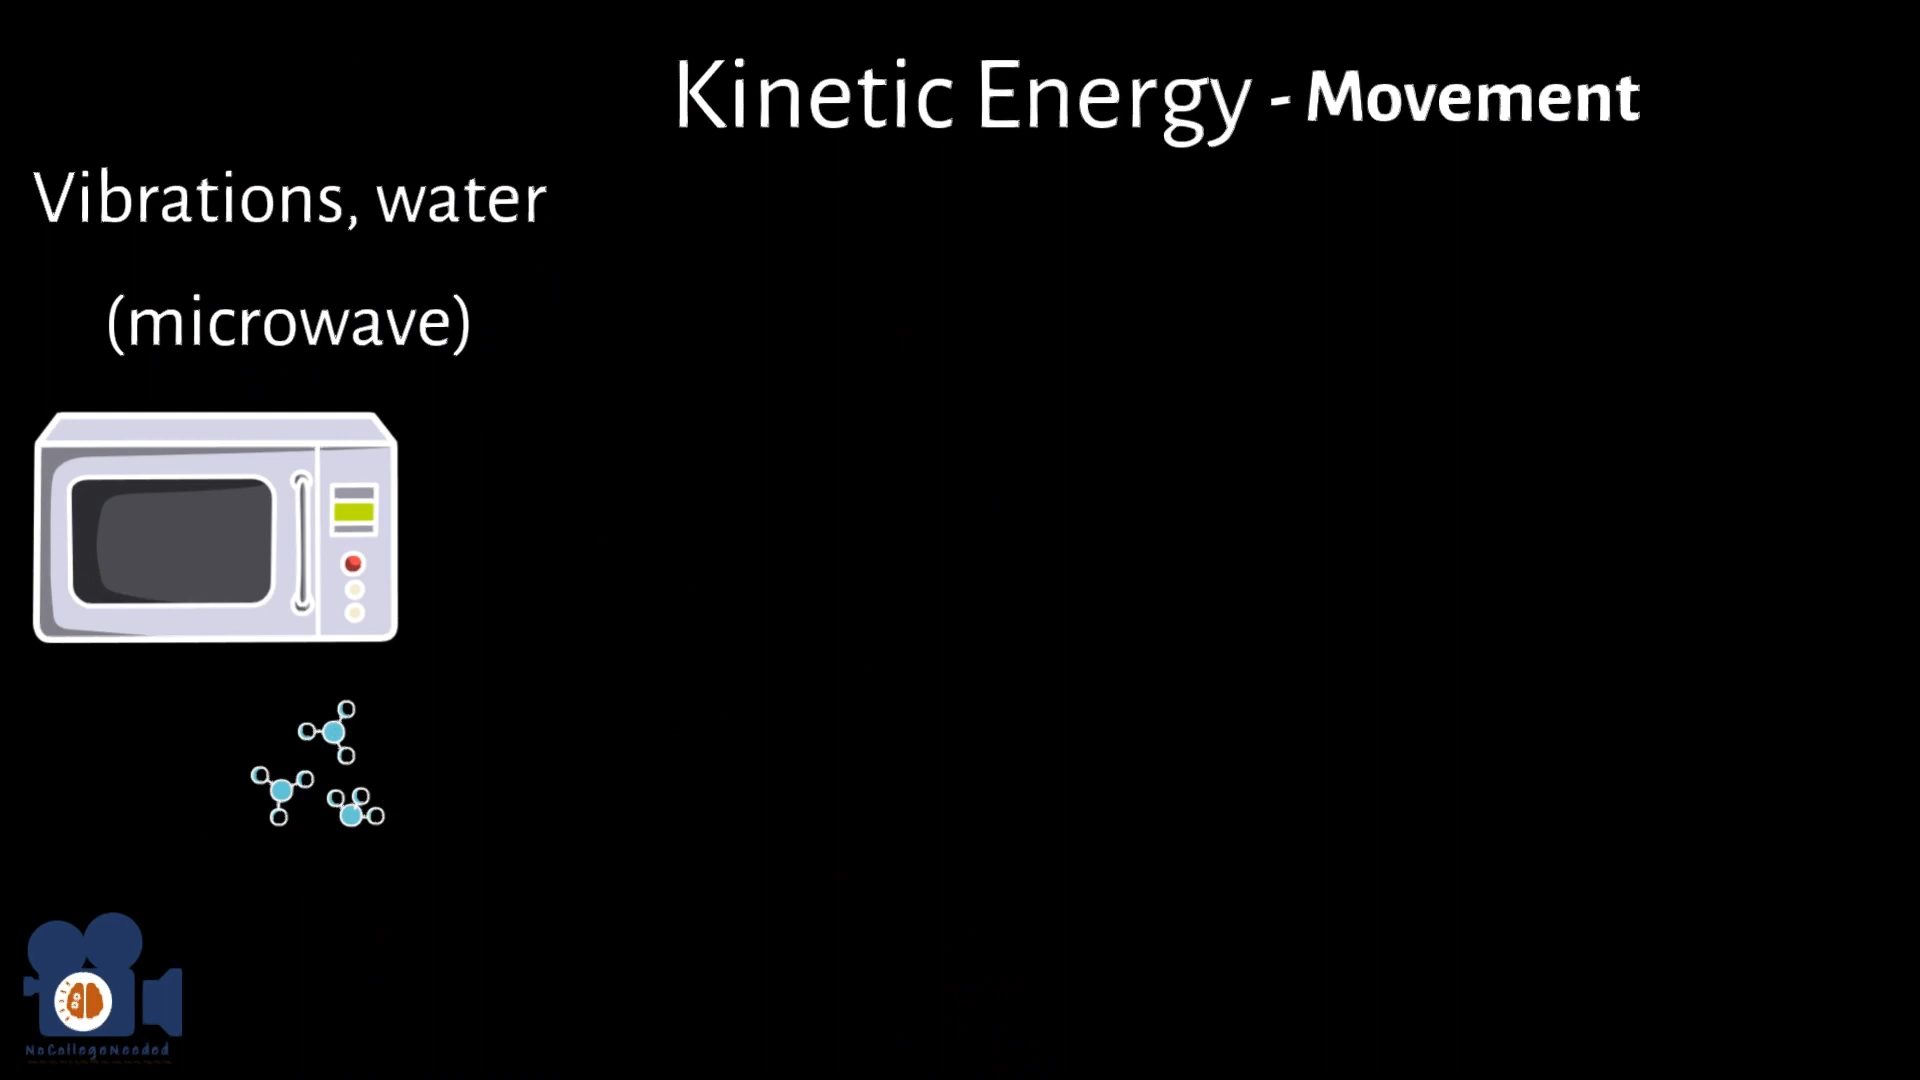 Kinetic Energy - Movement
Vibrations, water
(microwave)
NoCollegeNeeded